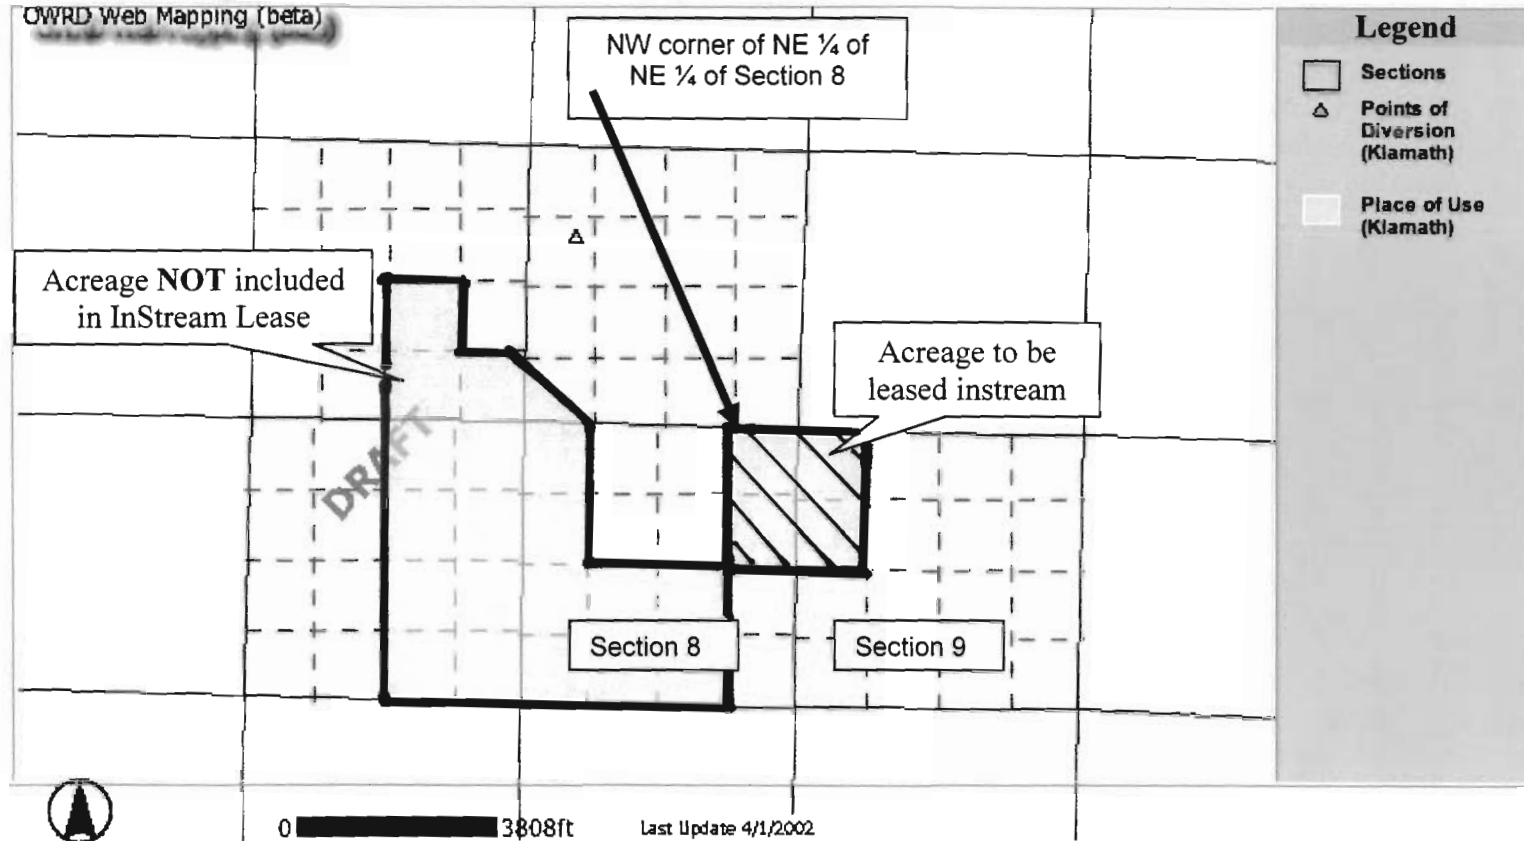 OWRD Web Mapping (beta)
NW corner of NE ¼ of
NE ¼ of Section 8
Legend
Sections
Points of
Diversion
(Klamath)
Place of Use
(Klamath)
Acreage NOT included
in InStream Lease
Acreage to be
leased instream
DRAFT
Section 8
Section 9
0
3808ft
Last Update 4/1/2002